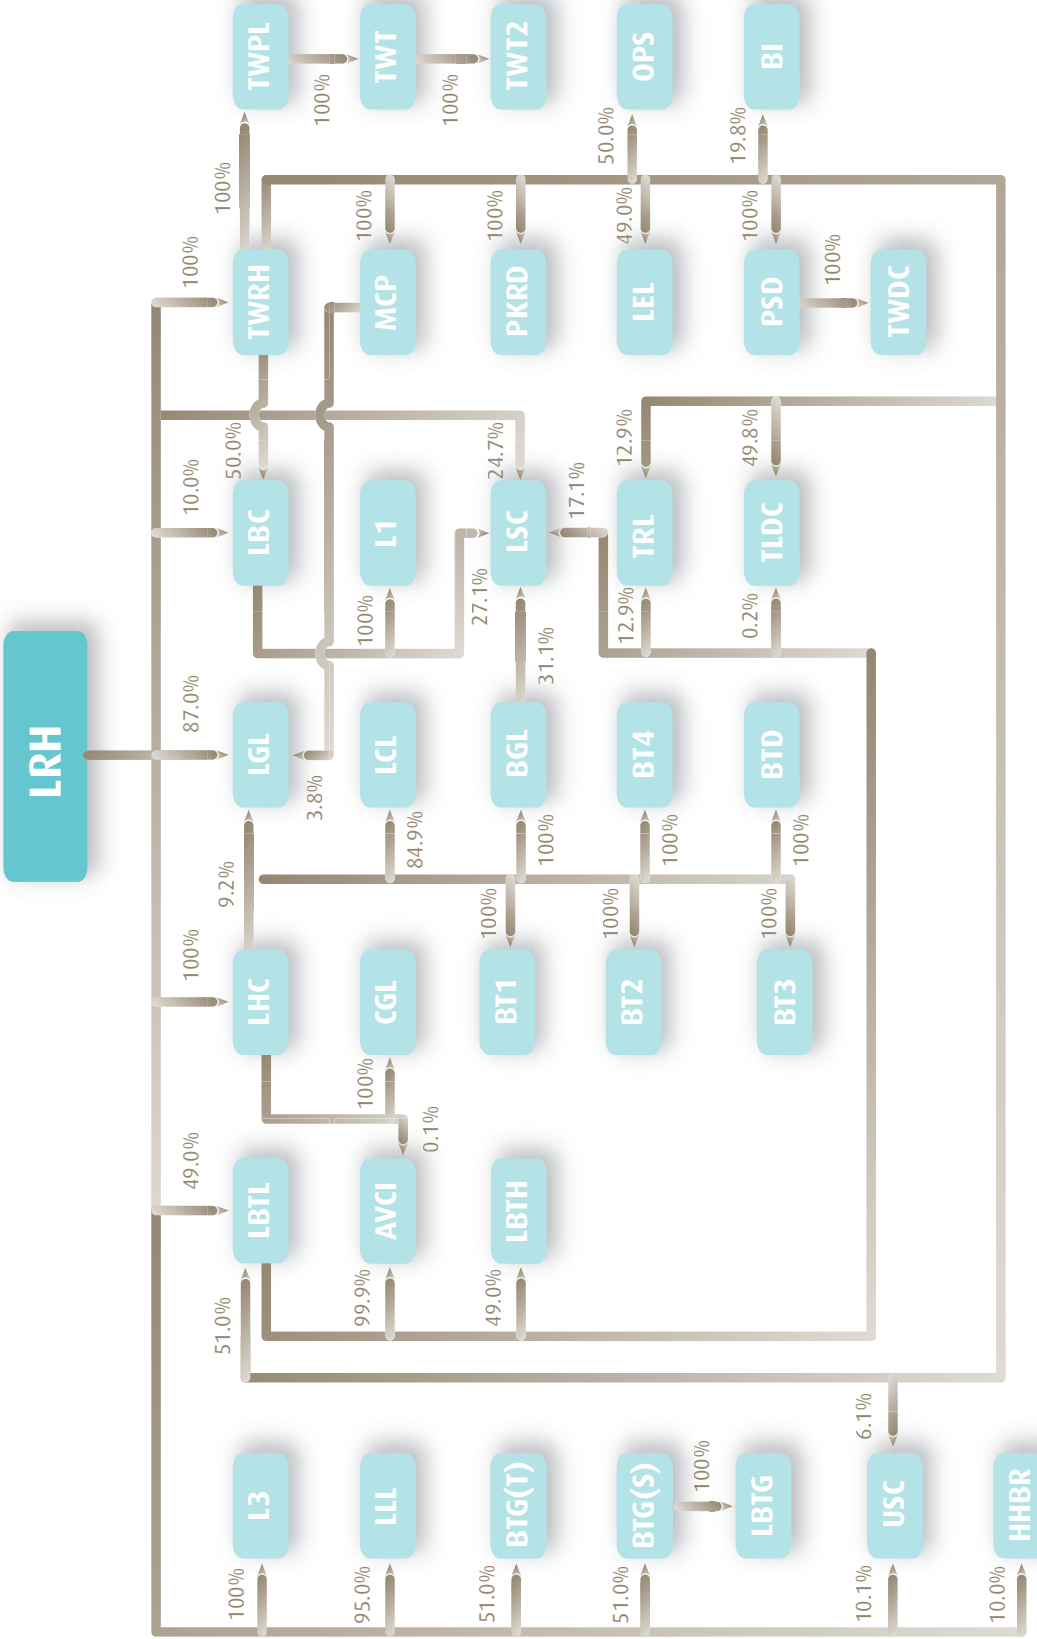 LRH
100%
TWPL
100%
TWT
100%
TWT2
50.0%
OPS
19.8%
BI
100%
TWRH
100%
MCP
100%
PKRD
49.0%
LEL
100%
PSD
100%
TWDC
10.0%
50.0%
LBC
100%
L1
24.7%
27.1%
LSC
17.1%
31.1%
12.9%
12.9%
TRL
49.8%
0.2%
TLDC
87.0%
9.2%
3.8%
LGL
84.9%
LCL
100%
BGL
100%
BT4
100%
BTD
100%
LHC
100%
CGL
100%
BT1
100%
BT2
100%
BT3
49.0%
51.0%
LBTL
0.1%
99.9%
AVCI
49.0%
LBTH
100%
L3
95.0%
LLL
51.0%
BTG(T)
51.0%
BTG(S)
100%
LBTG
6.1%
10.1%
USC
10.0%
HHBR